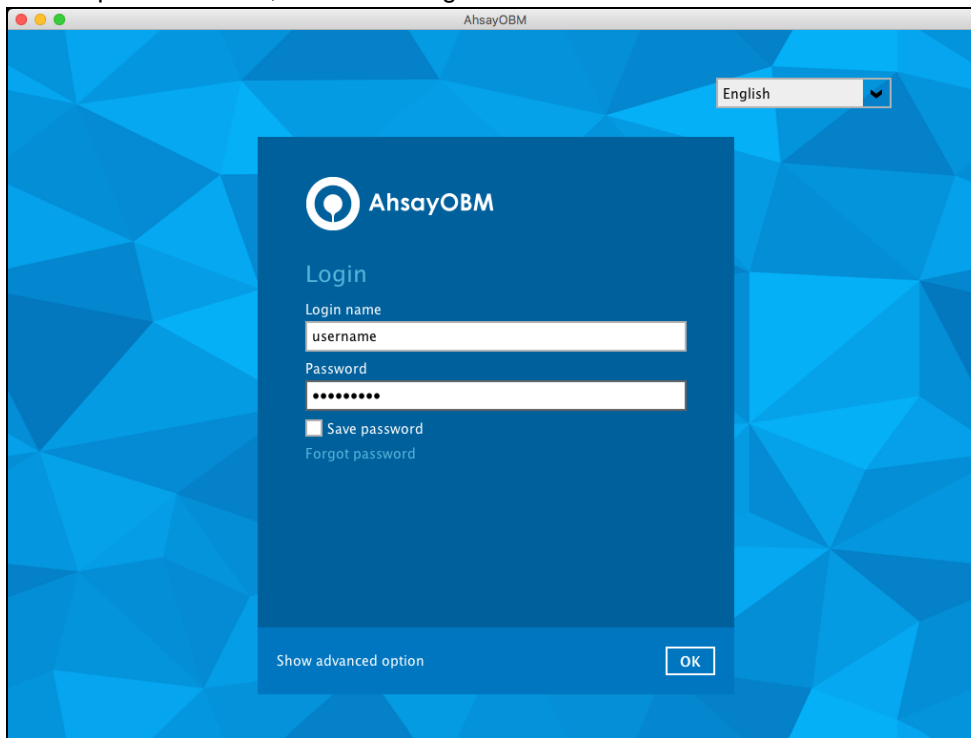 AhsayOBM
English
AhsayOBM
Login
Login name
username
Password
•••••••••
Save password
Forgot password
Show advanced option
OK